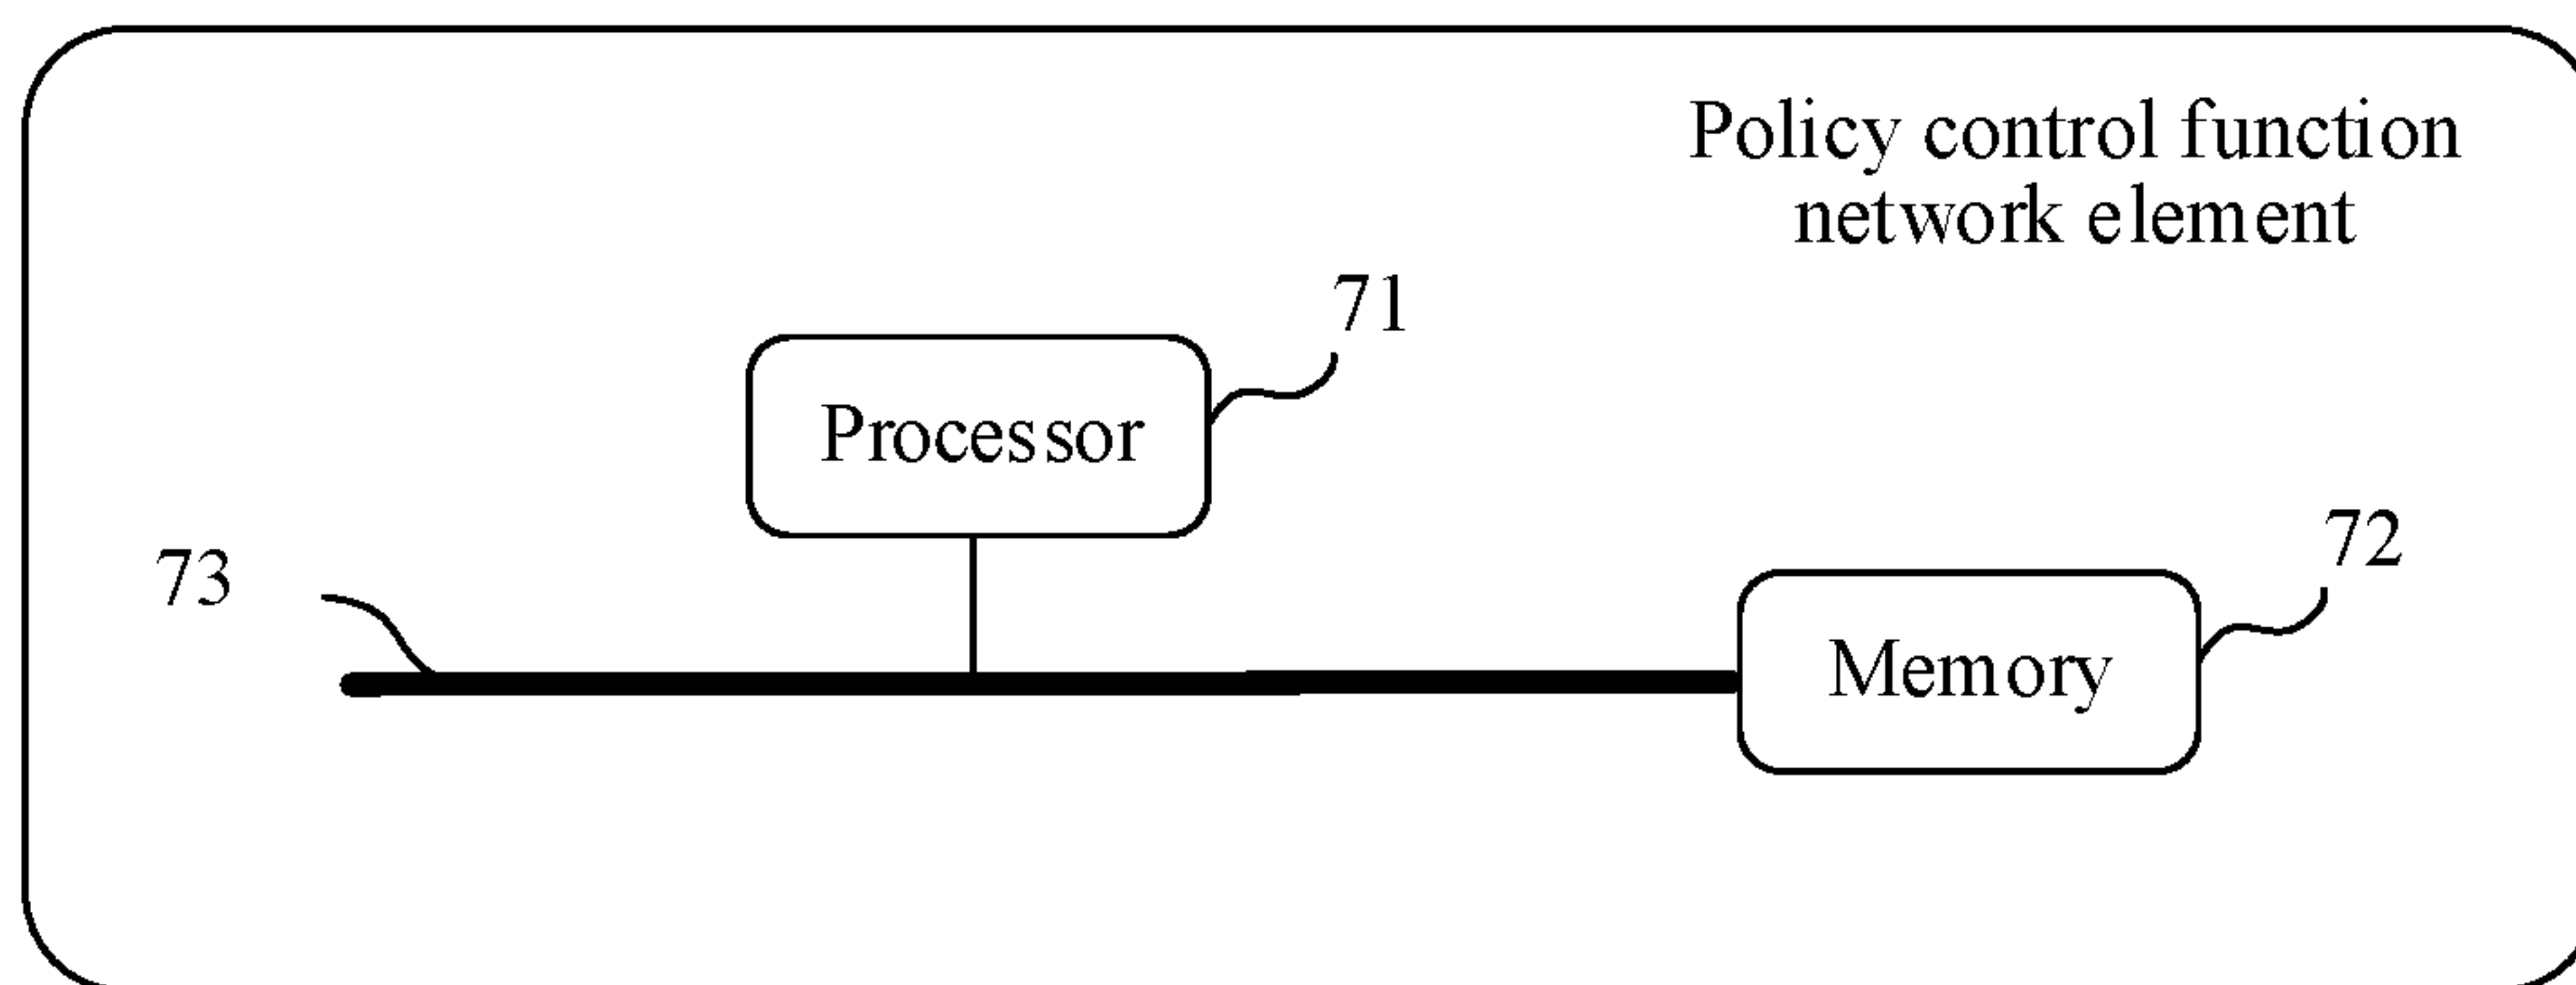 Policy control function
network element
71
Processor
72
73
Memory